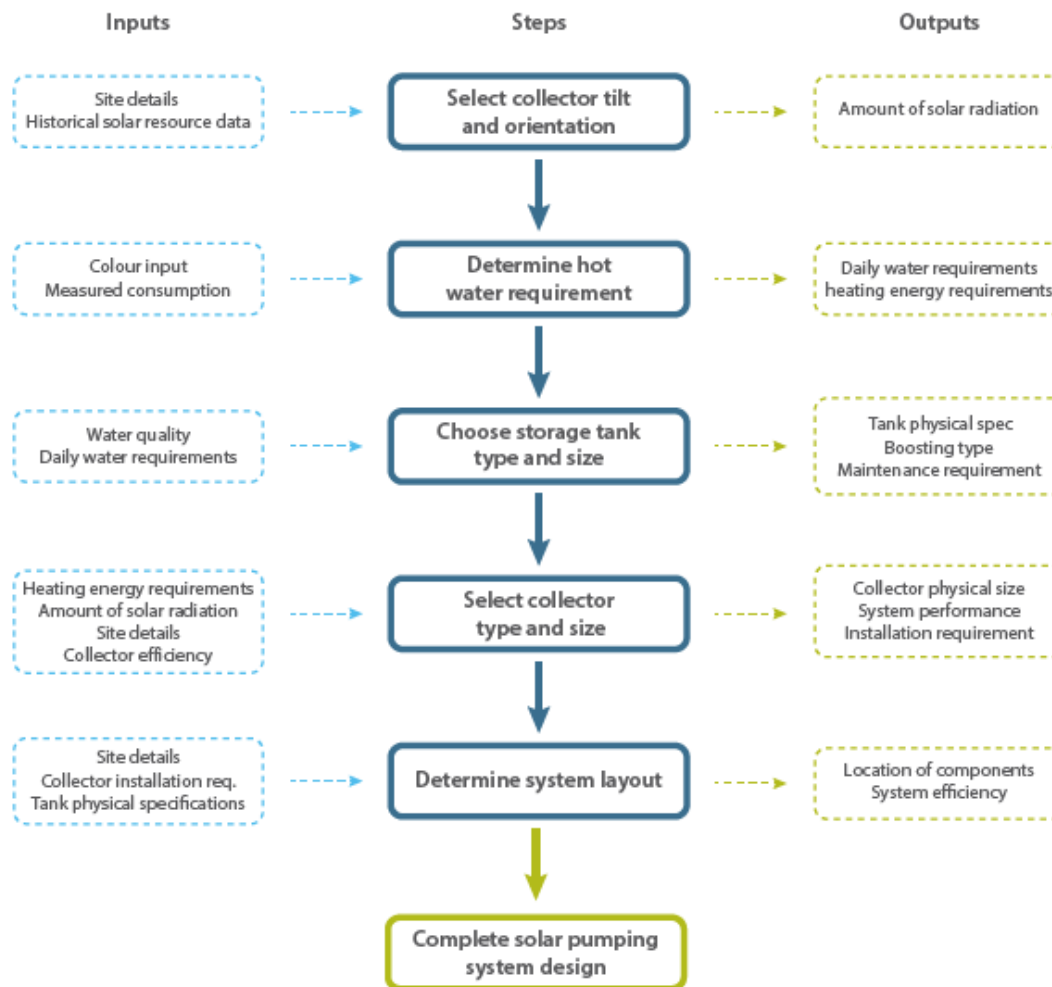 Inputs
Steps
Outputs
Site details
Historical solar resource data
Select collector tilt
and orientation
Amount of solar radiation
Colour input
Measured consumption
Determine hot
water requirement
Daily water requirements
heating energy requirements
Water quality
Daily water requirements
Choose storage tank
type and size
Tank physical spec
Boosting type
Maintenance requirement
Heating energy requirements
Amount of solar radiation
Site details
Collector efficiency
Select collector
type and size
Collector physical size
System performance
Installation requirement
Site details
Collector installation req.
Tank physical specifications
Determine system layout
Location of components
System efficiency
Complete solar pumping
system design